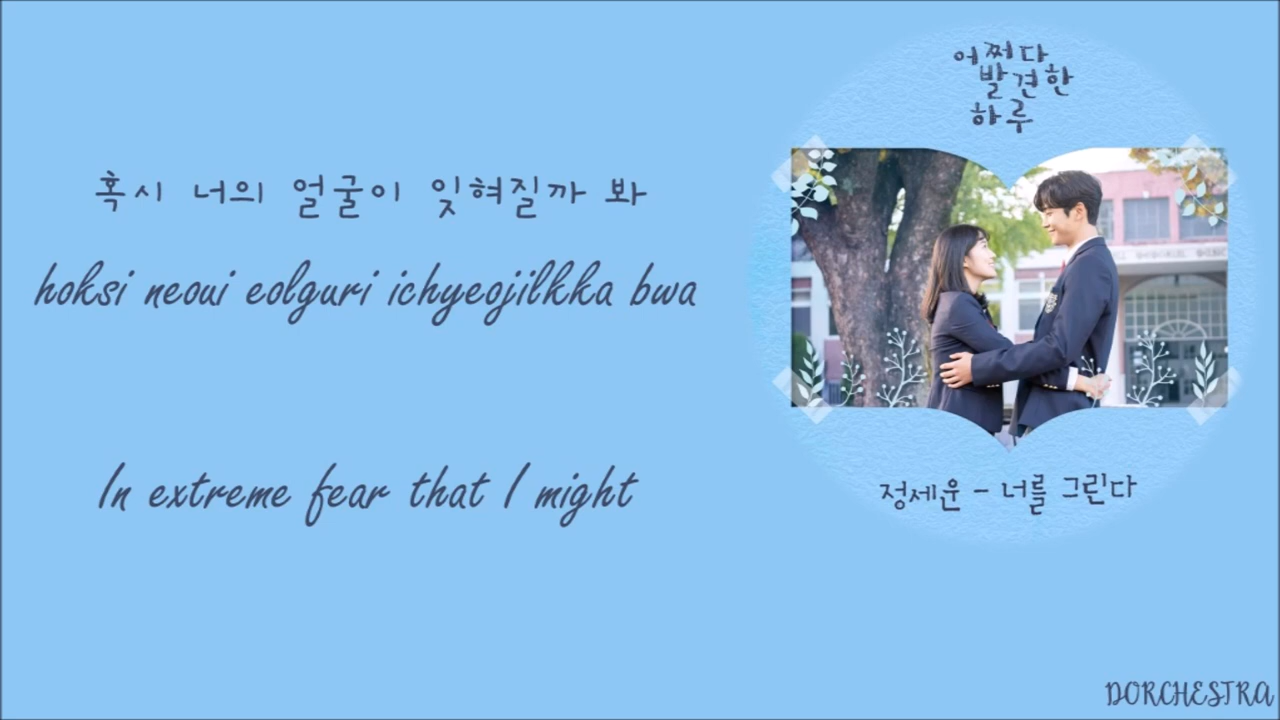 혹시 너의 얼굴이 잊혀질까 봐
hoksi neoui eolguri ichyeojilkka bwa
In extreme fear that I might
어쩌다
발견한
하루
정세운 - 너를 그린다
DORCHESTRA